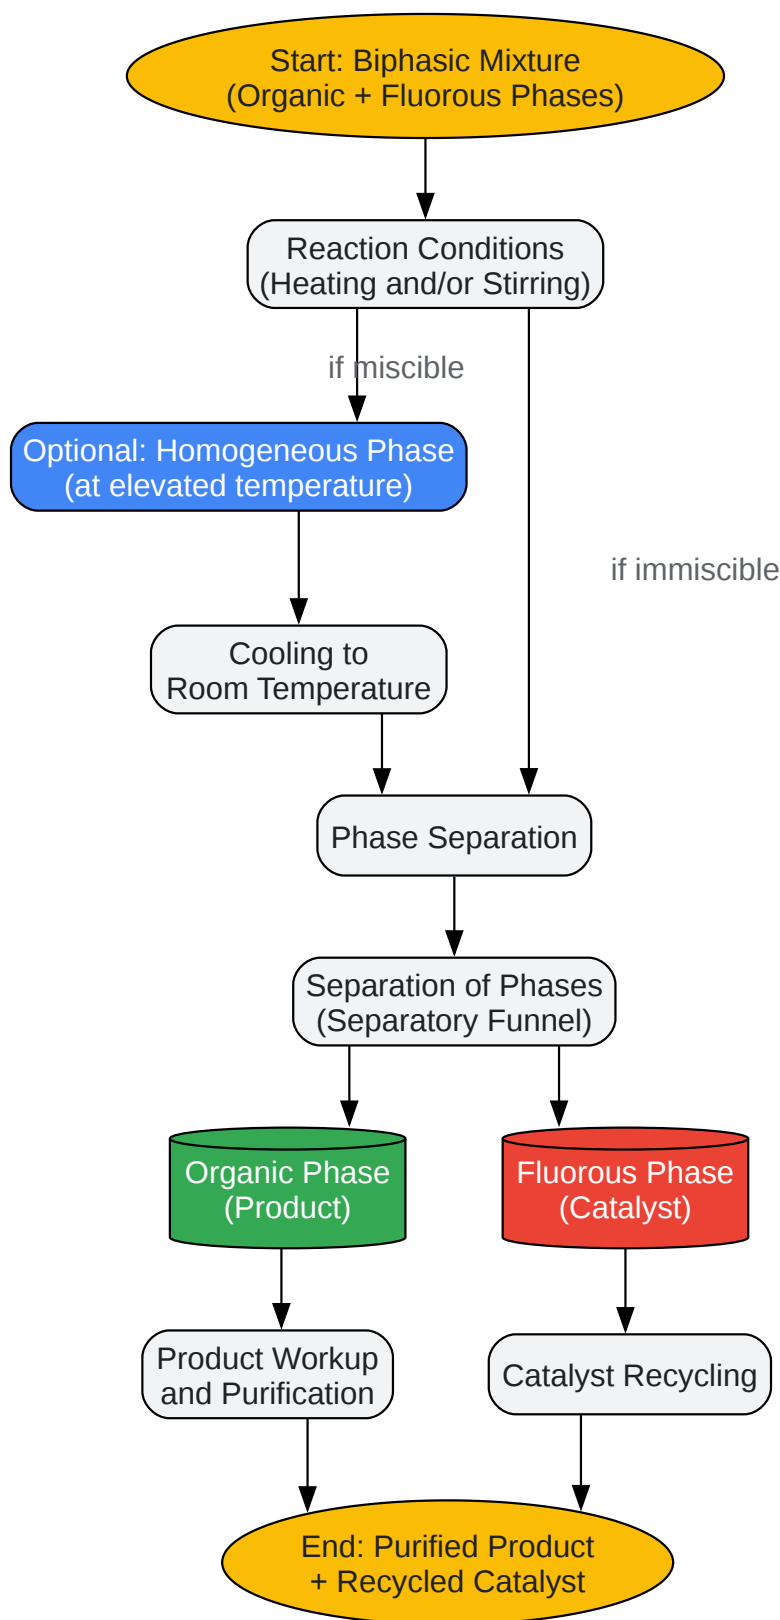 Start: Biphasic Mixture
(Organic + Fluorous Phases)
Reaction Conditions
(Heating and/or Stirring)
if miscible
Optional: Homogeneous Phase
(at elevated temperature)
if immiscible
Cooling to
Room Temperature
Phase Separation
Separation of Phases
(Separatory Funnel)
Organic Phase
(Product)
Fluorous Phase
(Catalyst)
Product Workup
and Purification
Catalyst Recycling
End: Purified Product
+ Recycled Catalyst